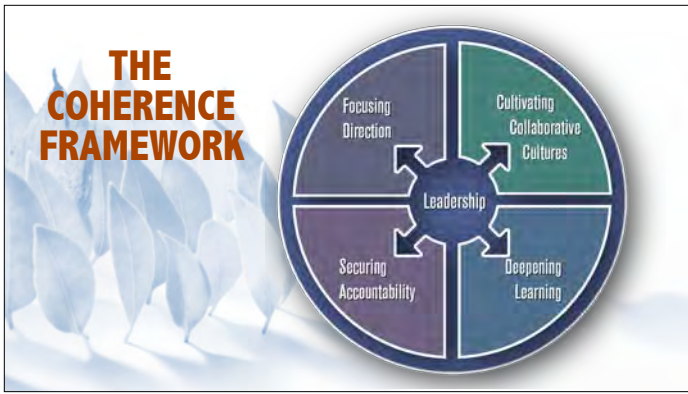 THE
COHERENCE
FRAMEWORK
Focusing
Direction
Cultivating
Collaborative
Cultures
Leadership
Securing
Accountability
Deepening
Learning